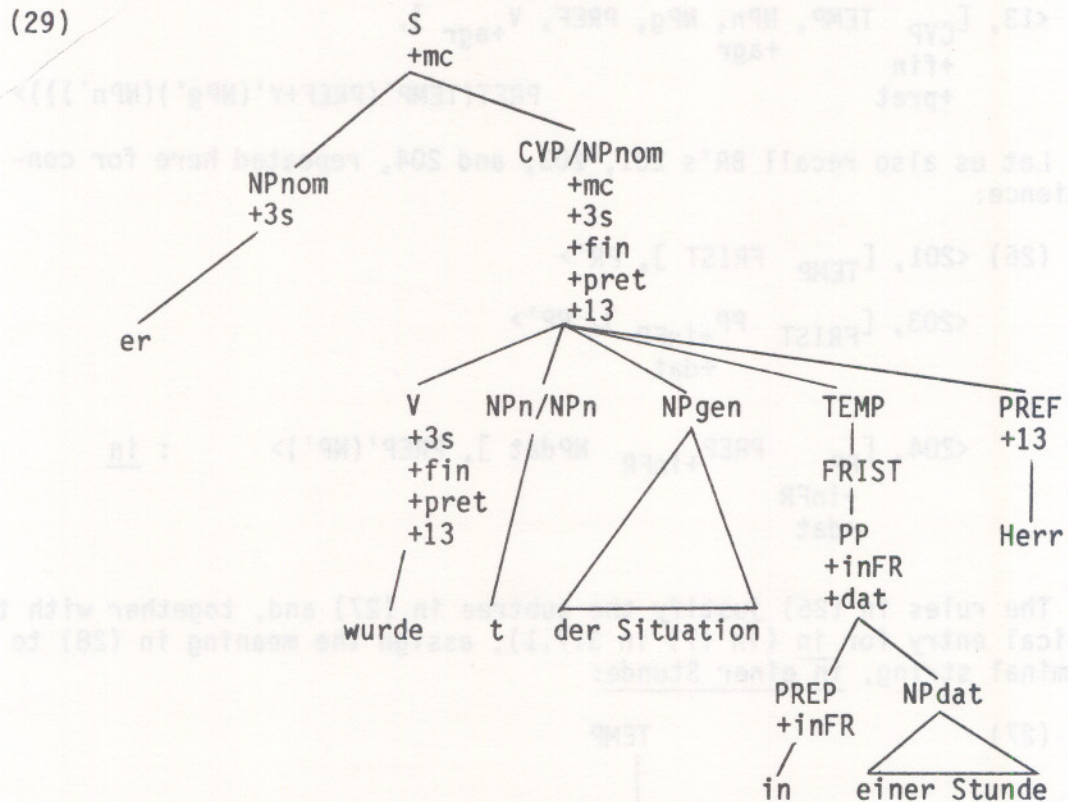 (29)
S
+mc
CVP/NPnom
NPnom
+mc
+3s
+3s
+fin
+pret
+13
er
V
NPn/NPn
NPgen
TEMP
PREF
+3s
+13
+fin
FRIST
+pret
+13
PP
Herr
+inFR
+dat
wurde
t
der Situation
PREP
NPdat
+inFR
in
einer Stunde